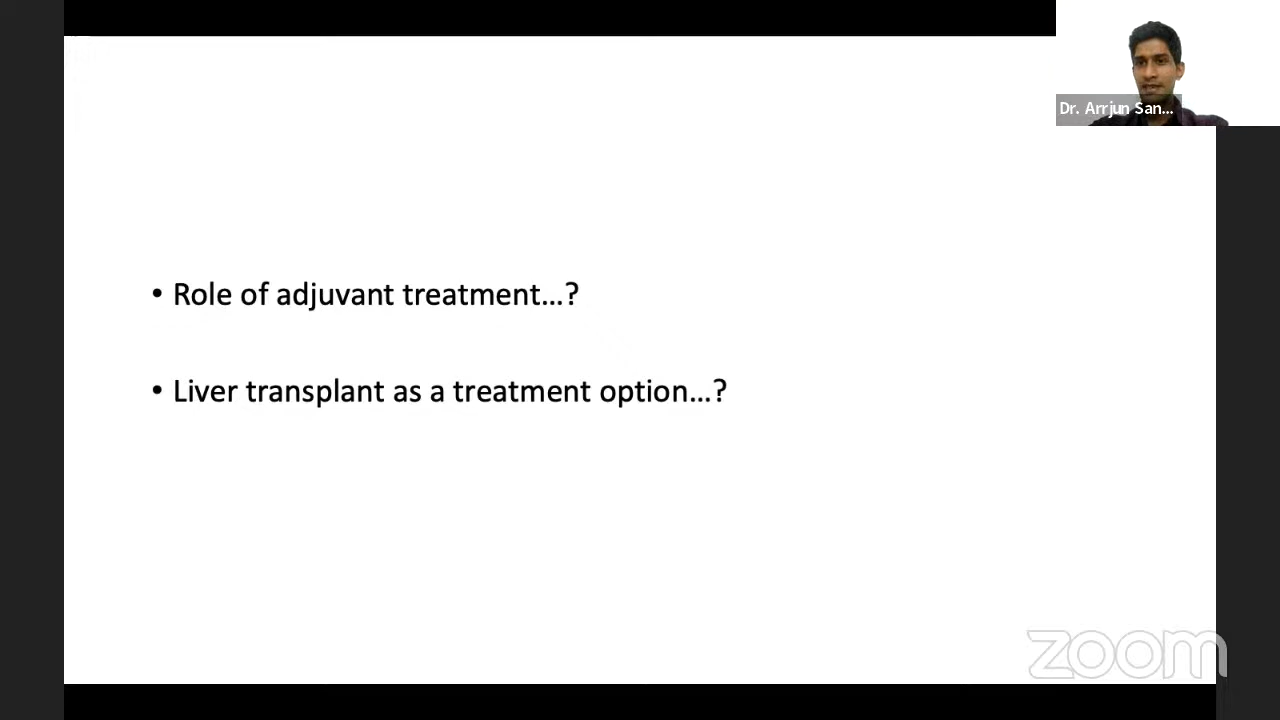 Dr. Arrjun San...
• Role of adjuvant treatment...?
• Liver transplant as a treatment option...?
zoom